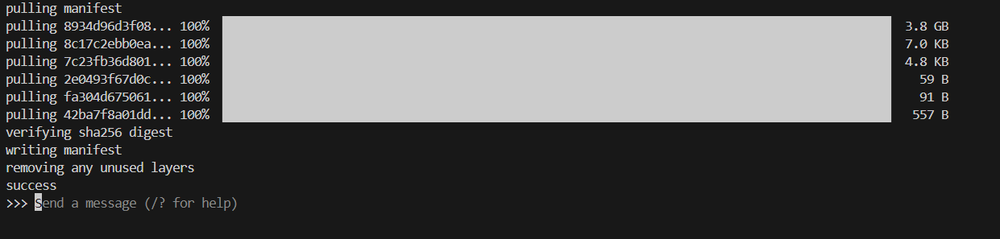 pulling manifest
pulling 8934d96d3f08... 100% 3.8 GB
pulling 8c17c2ebb0ea... 100% 7.0 KB
pulling 7c23fb36d801... 100% 4.8 KB
pulling 2e0493f67d0c... 100% 59 B
pulling fa304d675061... 100% 91 B
pulling 42ba7f8a01dd... 100% 557 B
verifying sha256 digest
writing manifest
removing any unused layers
success
>>> Send a message (/? for help)